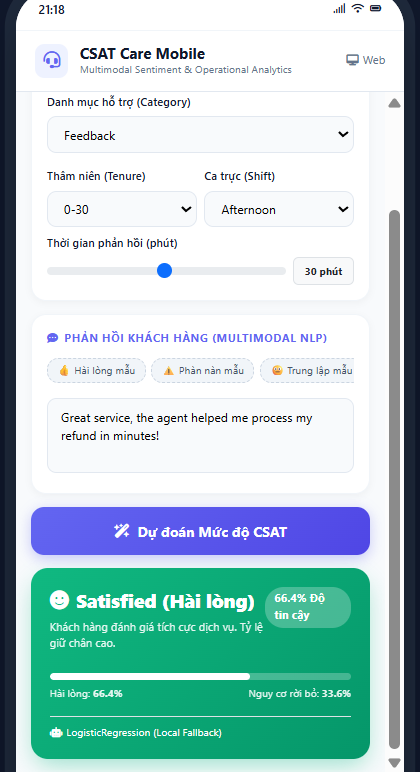 21:18
CSAT Care Mobile
Multimodal Sentiment & Operational Analytics
Web
Danh mục hỗ trợ (Category)
Feedback
Thâm niên (Tenure)
Ca trực (Shift)
0-30
Afternoon
Thời gian phản hồi (phút)
30 phút
PHẢN HỒI KHÁCH HÀNG (MULTIMODAL NLP)
Hài lòng mẫu
Phàn nàn mẫu
Trung lập mẫu
Great service, the agent helped me process my
refund in minutes!
Dự đoán Mức độ CSAT
Satisfied (Hài lòng)
66.4% Độ
tin cậy
Khách hàng đánh giá tích cực dịch vụ. Tỷ lệ
giữ chân cao.
Hài lòng: 66.4%
Nguy cơ rời bỏ: 33.6%
LogisticRegression (Local Fallback)